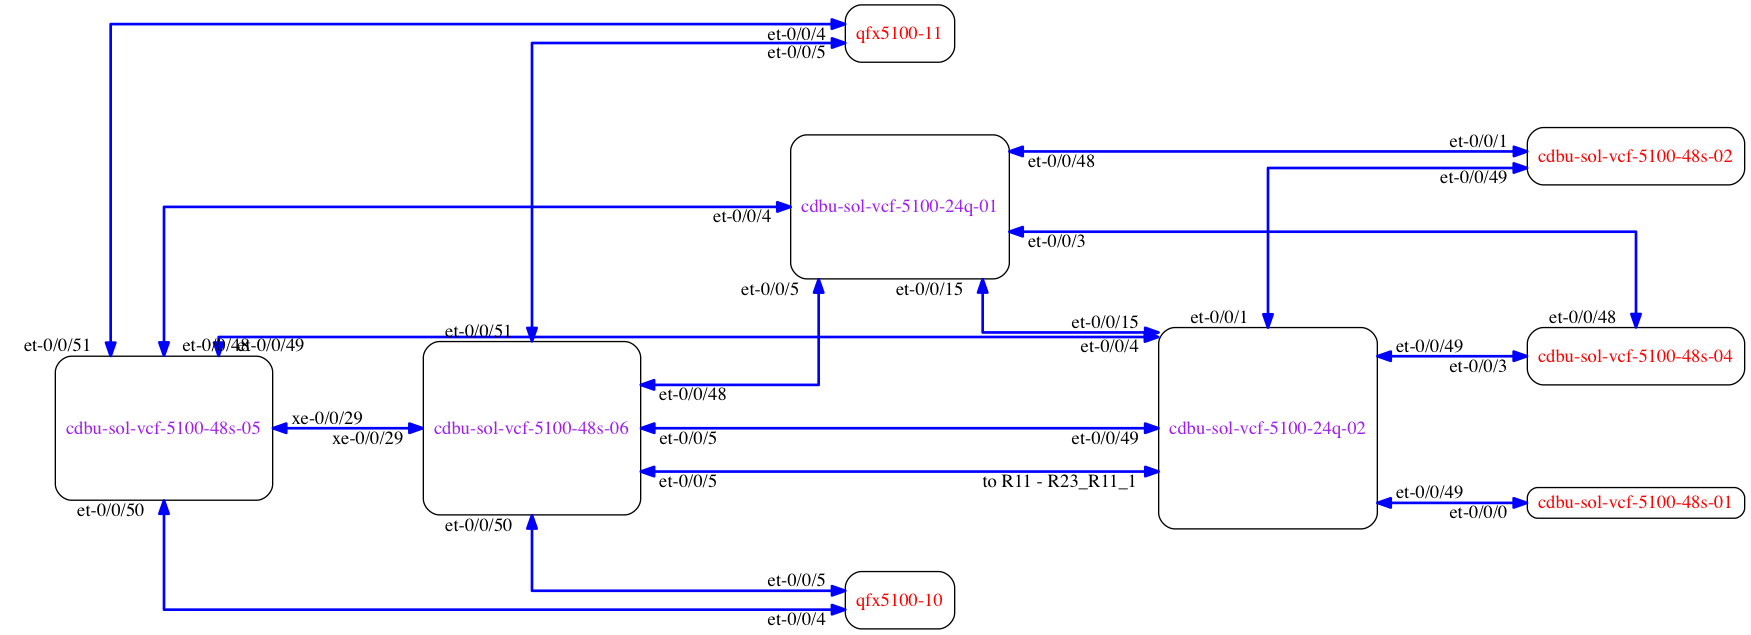 et-0/0/4
qfx5100-11
et-0/0/5
et-0/0/1
cdbu-sol-vcf-5100-48s-02
et-0/0/48
et-0/0/49
cdbu-sol-vcf-5100-24q-01
et-0/0/4
et-0/0/3
et-0/0/5
et-0/0/15
et-0/0/15
et-0/0/1
et-0/0/48
et-0/0/51
et-0/0/51
et-0/0/48
et-0/0/49
et-0/0/4
et-0/0/49
cdbu-sol-vcf-5100-48s-04
et-0/0/3
et-0/0/48
xe-0/0/29
cdbu-sol-vcf-5100-48s-05
xe-0/0/29
cdbu-sol-vcf-5100-48s-06
et-0/0/5
et-0/0/49
cdbu-sol-vcf-5100-24q-02
et-0/0/5
to R11 - R23_R11_1
et-0/0/49
cdbu-sol-vcf-5100-48s-01
et-0/0/0
et-0/0/50
et-0/0/50
et-0/0/5
qfx5100-10
et-0/0/4